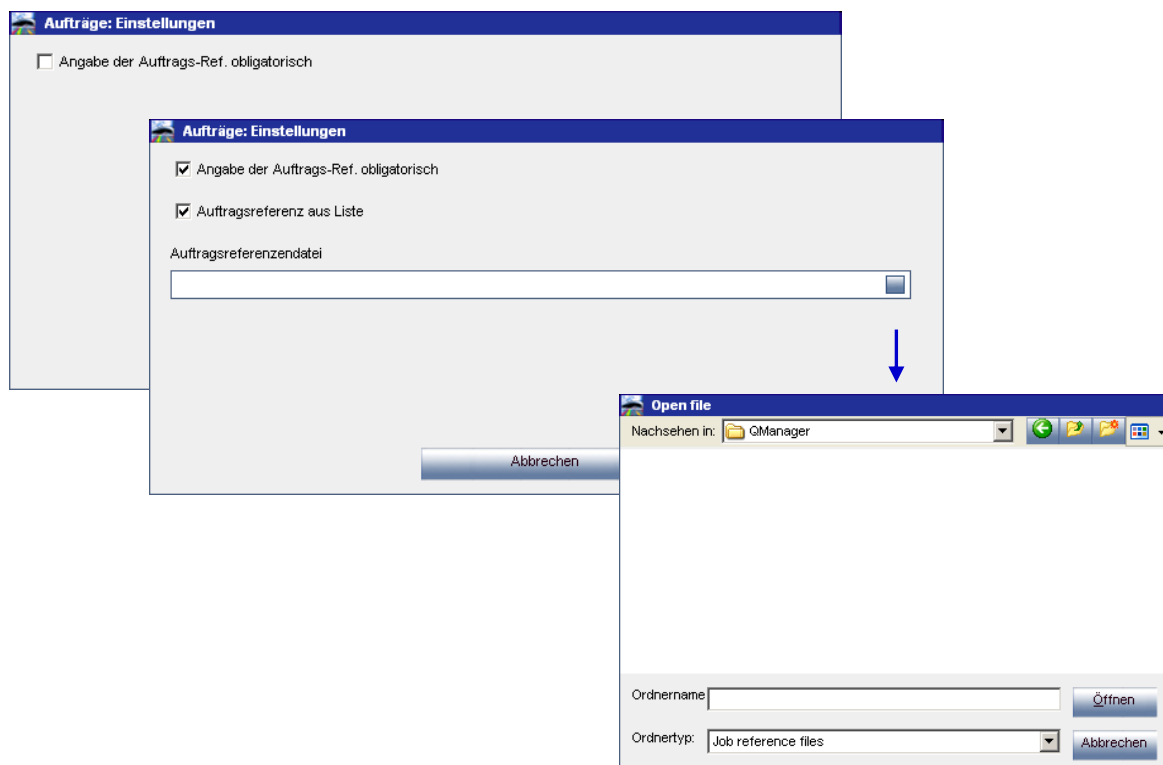 Aufträge: Einstellungen
Angabe der Auftrags-Ref. obligatorisch
Aufträge: Einstellungen
Angabe der Auftrags-Ref. obligatorisch
Auftragsreferenz aus Liste
Auftragsreferenzendatei
Abbrechen
Open file
Nachsehen in: QManager
Ordnername
Öffnen
Ordnertyp: Job reference files
Abbrechen